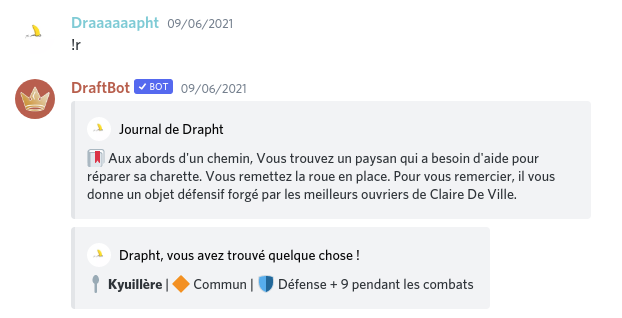 Draaaaaapht 09/06/2021
!r
DraftBot ✓ BOT 09/06/2021
Journal de Drapht
Aux abords d'un chemin, Vous trouvez un paysan qui a besoin d'aide pour
réparer sa charette. Vous remettez la roue en place. Pour vous remercier, il vous
donne un objet défensif forgé par les meilleurs ouvriers de Claire De Ville.
Drapht, vous avez trouvé quelque chose !
Kyuillère | 🔶 Commun | 🛡 Défense + 9 pendant les combats